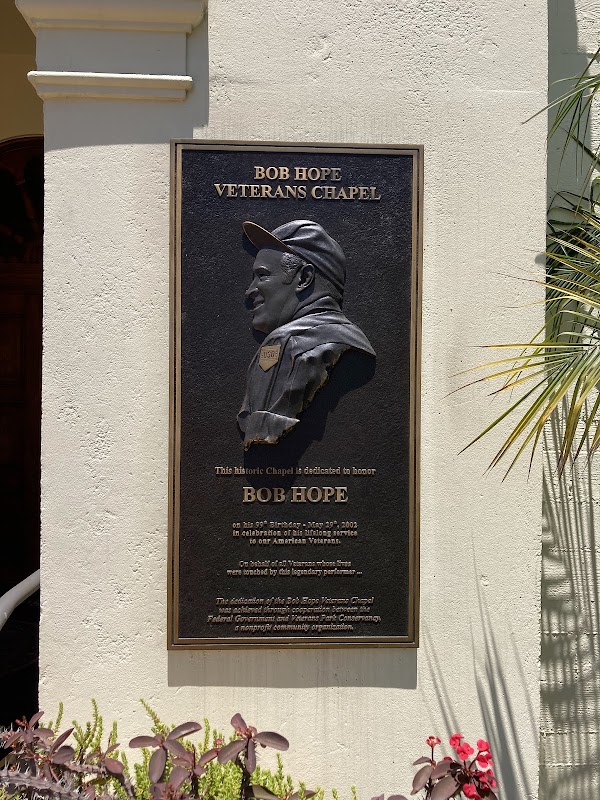 BOB HOPE
VETERANS CHAPEL
USO
This historic Chapel is dedicated to honor
BOB HOPE
on his 99th Birthday - May 29th, 2002
in celebration of his lifelong service
to our American Veterans.
On behalf of all Veterans whose lives
were touched by this legendary performer ...
The dedication of the Bob Hope Veterans Chapel
was achieved through cooperation between the
Federal Government and Veterans Park Conservancy,
a nonprofit community organization.